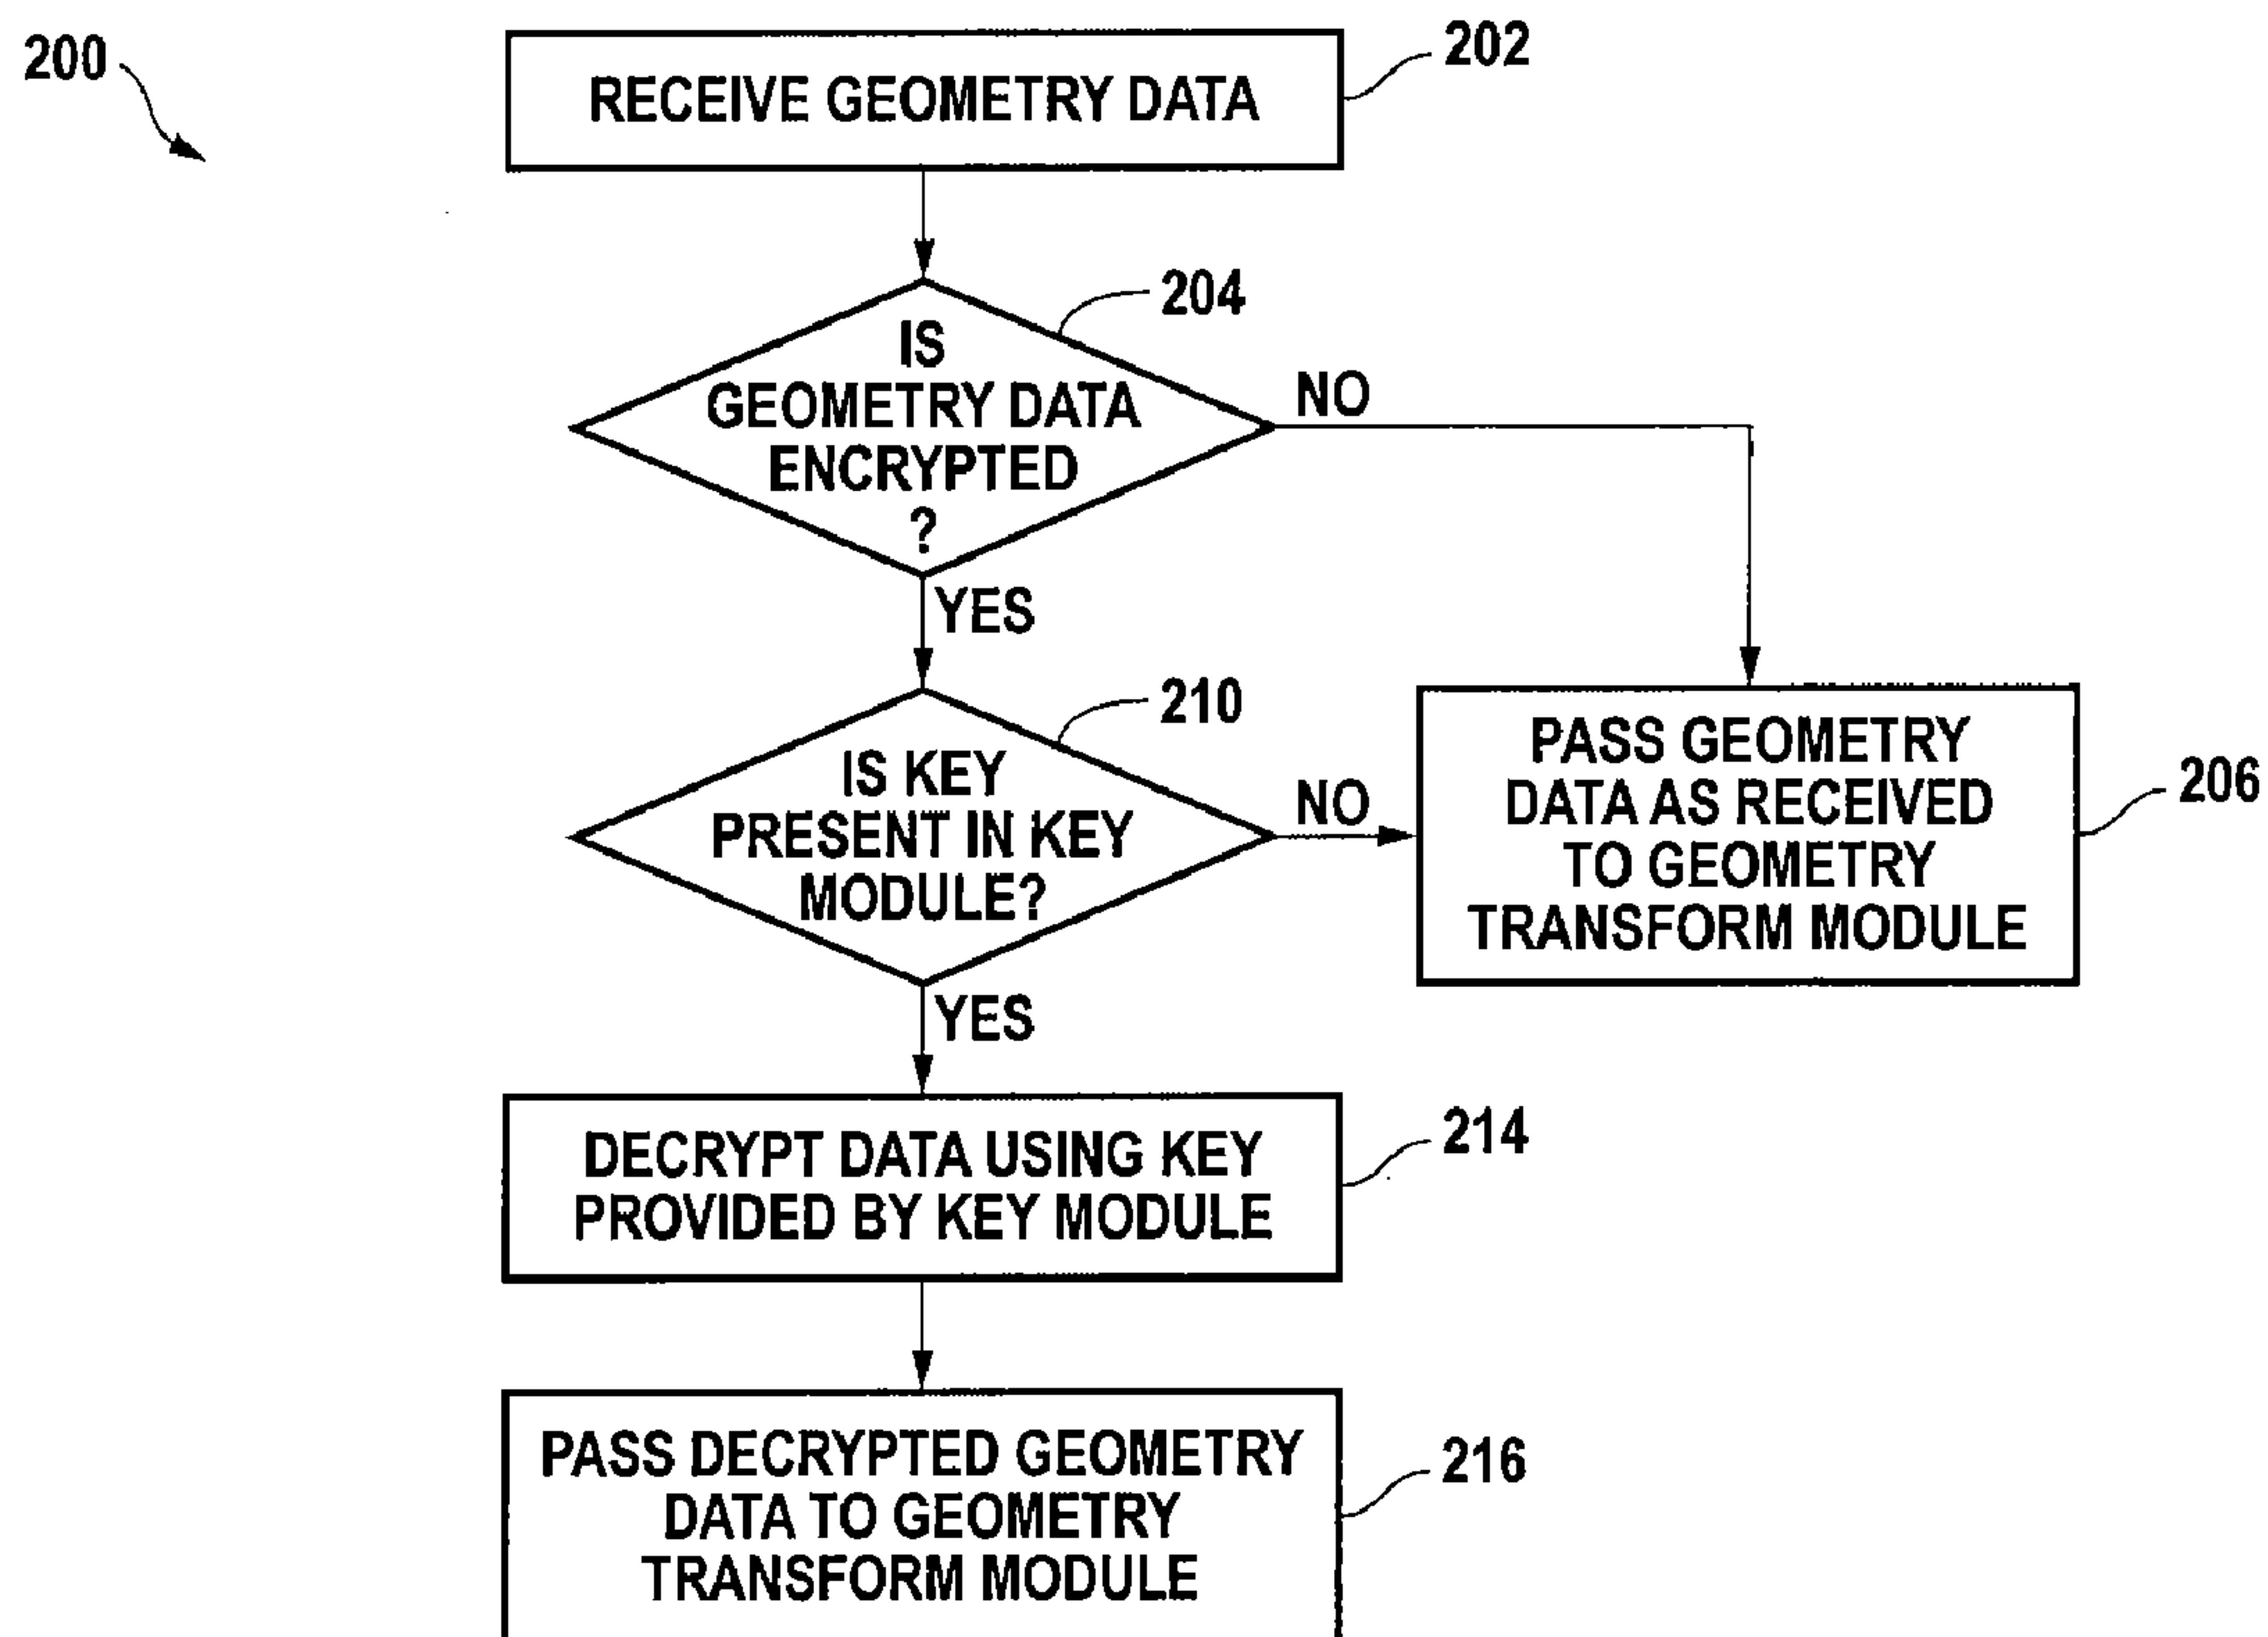 200
RECEIVE GEOMETRY DATA
202
204
IS
GEOMETRY DATA
ENCRYPTED
?
NO
YES
210
IS KEY
PRESENT IN KEY
MODULE?
NO
PASS GEOMETRY
DATA AS RECEIVED
TO GEOMETRY
TRANSFORM MODULE
206
YES
DECRYPT DATA USING KEY
PROVIDED BY KEY MODULE
214
PASS DECRYPTED GEOMETRY
DATA TO GEOMETRY
TRANSFORM MODULE
216